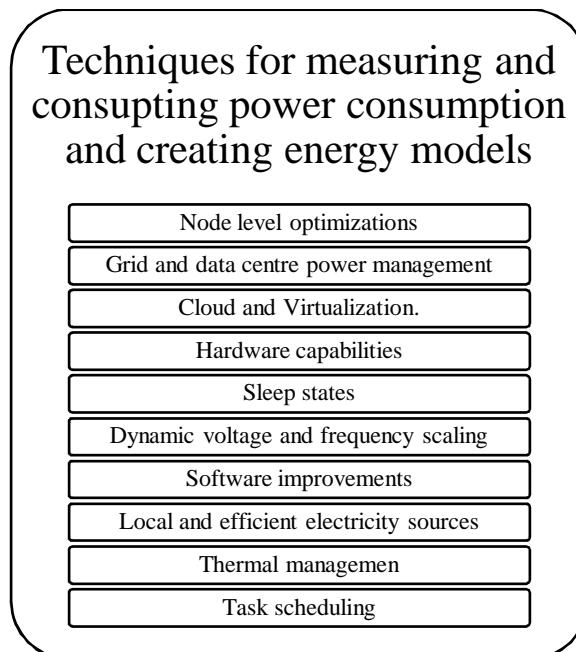 Techniques for measuring and
consupting power consumption
and creating energy models
Node level optimizations
Grid and data centre power management
Cloud and Virtualization.
Hardware capabilities
Sleep states
Dynamic voltage and frequency scaling
Software improvements
Local and efficient electricity sources
Thermal managemen
Task scheduling